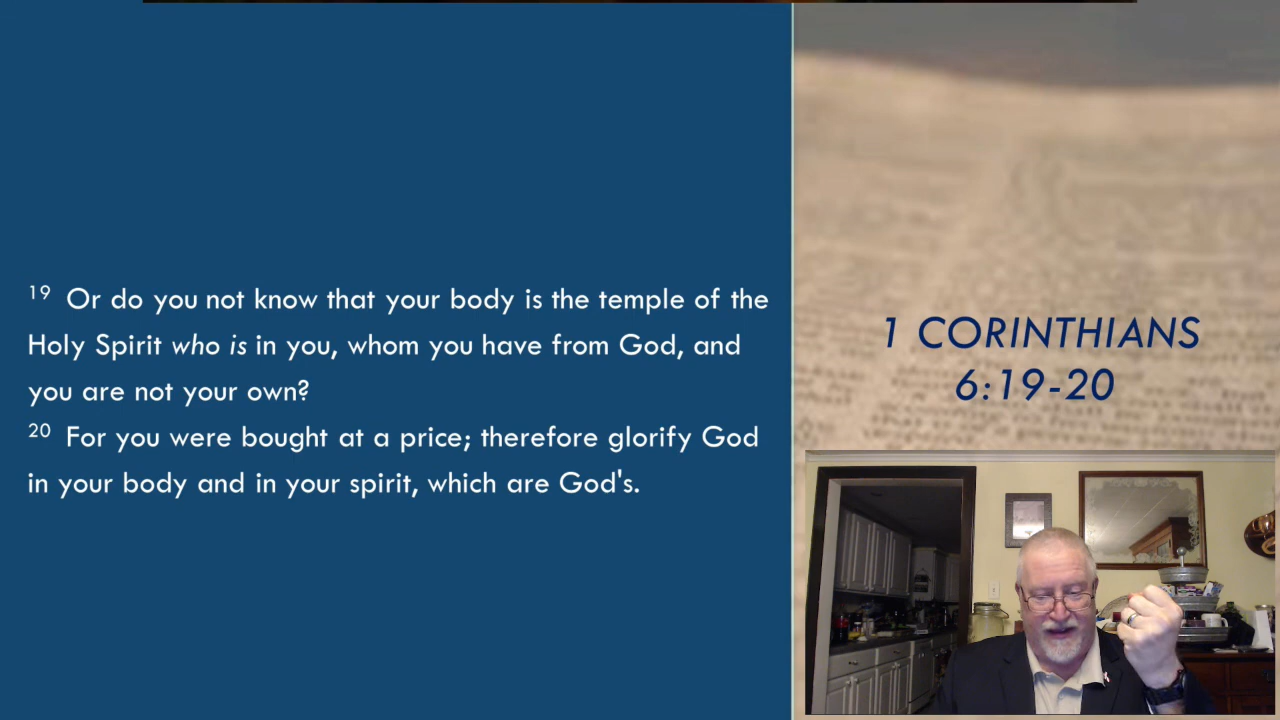 19 Or do you not know that your body is the temple of the
Holy Spirit who is in you, whom you have from God, and
you are not your own?
20 For you were bought at a price; therefore glorify God
in your body and in your spirit, which are God's.
1 CORINTHIANS
6:19-20